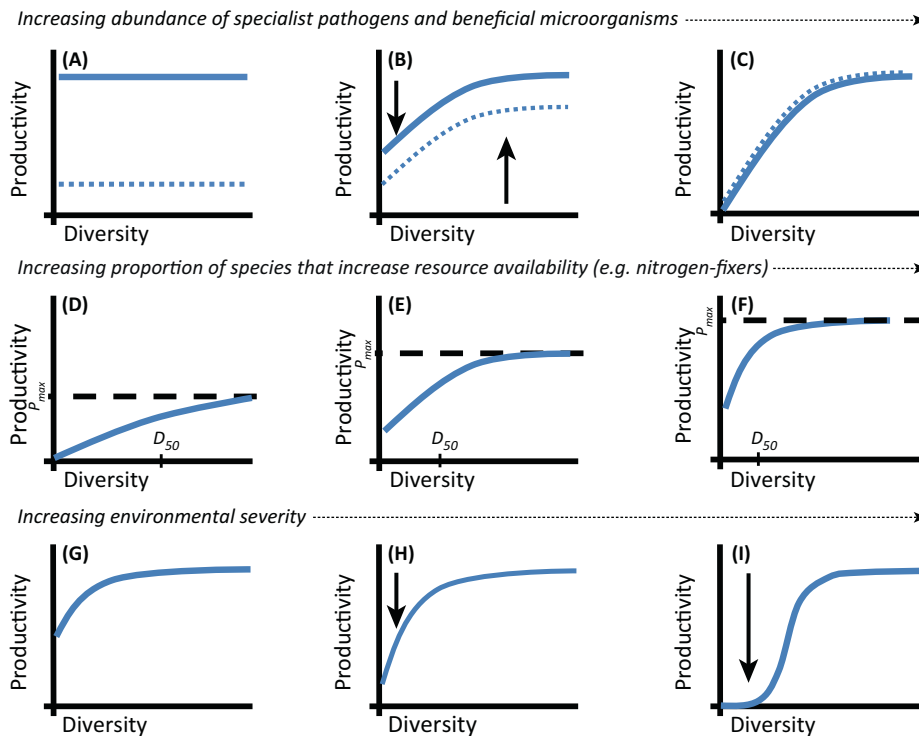 Increasing abundance of specialist pathogens and beneficial microorganisms
(A)
(B)
(C)
Productivity
Productivity
Productivity
Diversity
Diversity
Diversity
Increasing proportion of species that increase resource availability (e.g. nitrogen-fixers)
(D)
(E)
(F)
Productivity
Pmax
Productivity
Pmax
Productivity
Pmax
D50
D50
D50
Diversity
Diversity
Diversity
Increasing environmental severity
(G)
(H)
(I)
Productivity
Productivity
Productivity
Diversity
Diversity
Diversity